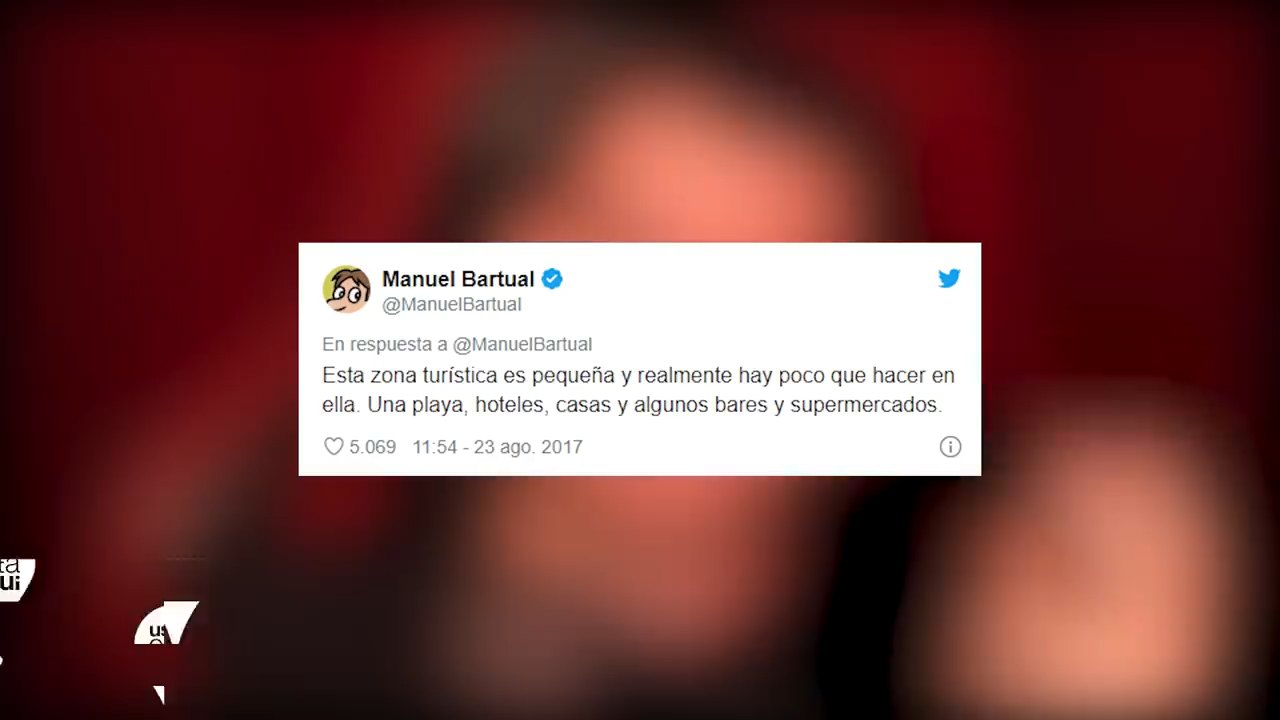 Manuel Bartual
@ManuelBartual
En respuesta a @ManuelBartual
Esta zona turística es pequeña y realmente hay poco que hacer en
ella. Una playa, hoteles, casas y algunos bares y supermercados.
5.069 11:54 - 23 ago. 2017
ui